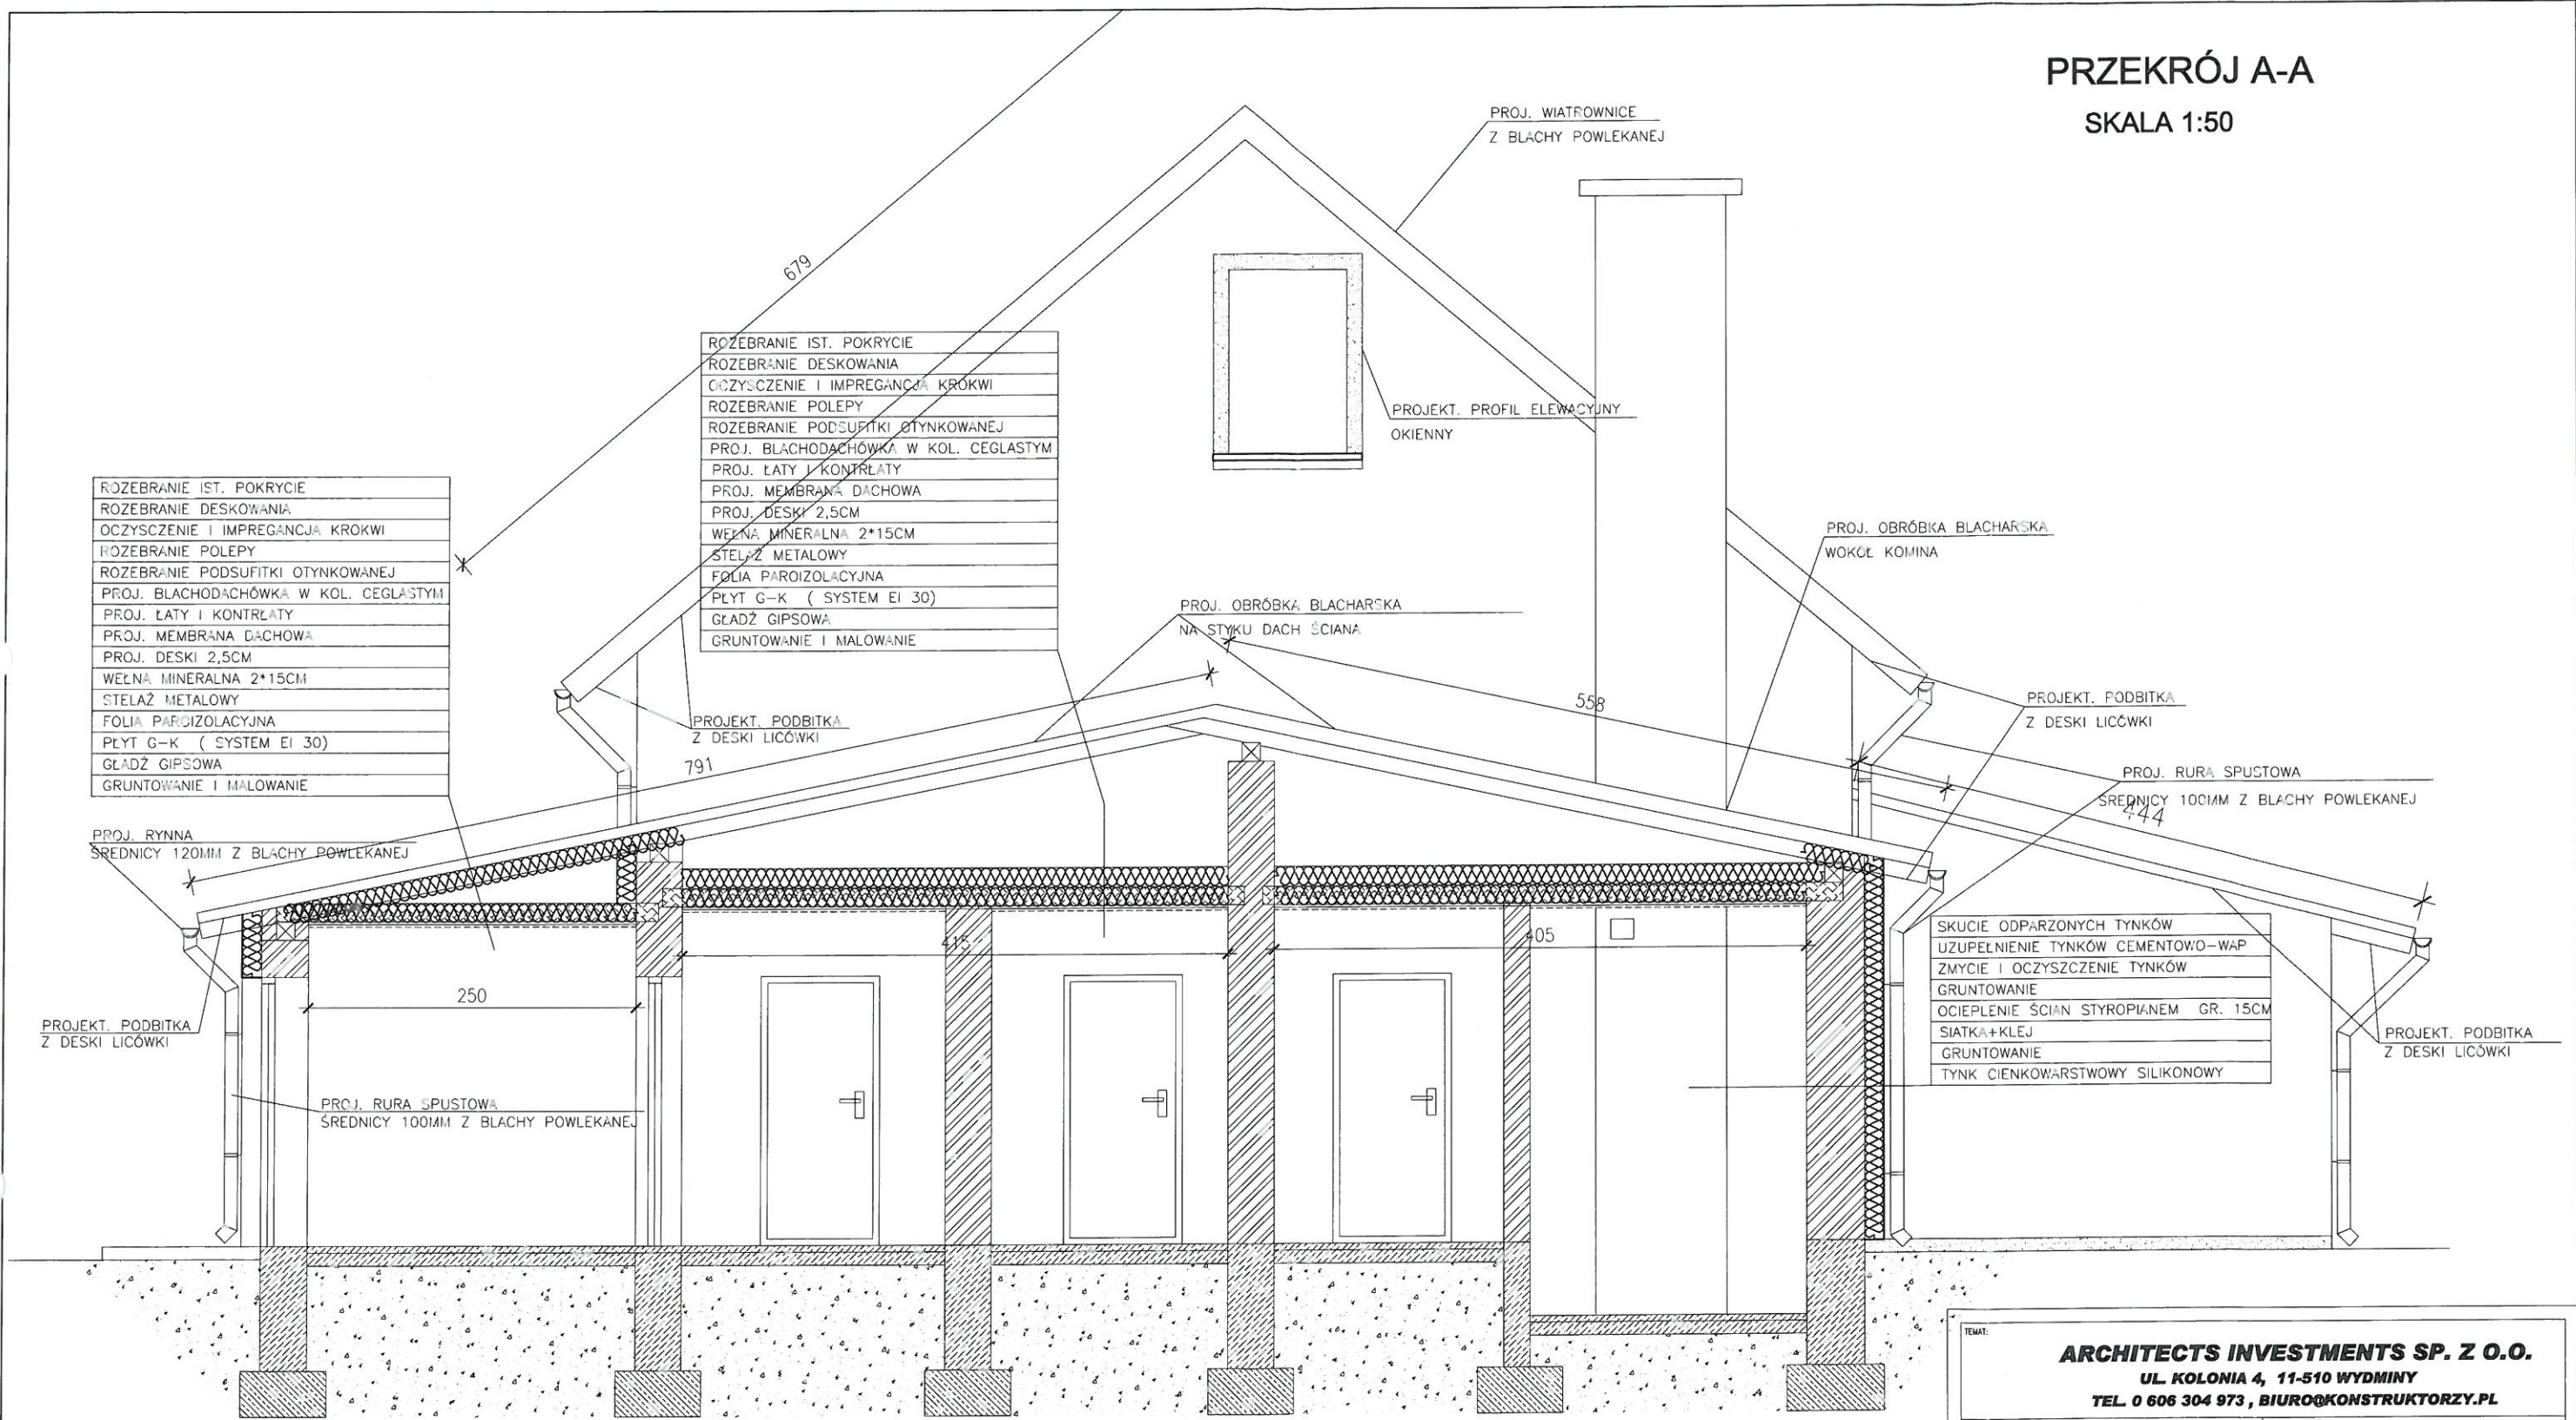 PRZEKRÓJ A-A
SKALA 1:50
PROJ. WIATROWNICE
Z BLACHY POWLEKANEJ
679
ROZEBRANIE IST. POKRYCIE
ROZEBRANIE DESKOWANIA
OCZYSCZENIE I IMPREGANCJA KROKWI
ROZEBRANIE POLEPY
ROZEBRANIE PODSUFITKI OTYNKOWANEJ
PROJ. BLACHODACHÓWKA W KOL. CEGLASTYM
PROJ. ŁATY I KONTRŁATY
PROJ. MEMBRANA DACHOWA
PROJ. DESKI 2,5CM
WEŁNA MINERALNA 2*15CM
STELAŻ METALOWY
FOLIA PAROIZOLACYJNA
PŁYT G-K ( SYSTEM EI 30)
GŁADŹ GIPSOWA
GRUNTOWANIE I MALOWANIE
PROJEKT. PROFIL ELEWACYJNY
OKIENNY
ROZEBRANIE IST. POKRYCIE
ROZEBRANIE DESKOWANIA
OCZYSCZENIE I IMPREGANCJA KROKWI
ROZEBRANIE POLEPY
ROZEBRANIE PODSUFITKI OTYNKOWANEJ
PROJ. BLACHODACHÓWKA W KOL. CEGLASTYM
PROJ. ŁATY I KONTRŁATY
PROJ. MEMBRANA DACHOWA
PROJ. DESKI 2,5CM
WEŁNA MINERALNA 2*15CM
STELAŻ METALOWY
FOLIA PAROIZOLACYJNA
PŁYT G-K ( SYSTEM EI 30)
GŁADŹ GIPSOWA
GRUNTOWANIE I MALOWANIE
PROJ. OBRÓBKA BLACHARSKA
WOKÓŁ KOMINA
PROJ. OBRÓBKA BLACHARSKA
NA STYKU DACH ŚCIANA
PROJEKT. PODBITKA
Z DESKI LICÓWKI
558
PROJEKT. PODBITKA
Z DESKI LICÓWKI
791
PROJ. RURA SPUSTOWA
ŚREDNICY 100MM Z BLACHY POWLEKANEJ
444
PROJ. RYNNA
ŚREDNICY 120MM Z BLACHY POWLEKANEJ
SKUCIE ODPARZONYCH TYNKÓW
UZUPEŁNIENIE TYNKÓW CEMENTOWO-WAP
ZMYCIE I OCZYSZCZENIE TYNKÓW
GRUNTOWANIE
OCIEPLENIE ŚCIAN STYROPIANEM GR. 15CM
SIATKA+KLEJ
GRUNTOWANIE
TYNK CIENKOWARSTWOWY SILIKONOWY
415
405
250
PROJEKT. PODBITKA
Z DESKI LICÓWKI
PROJEKT. PODBITKA
Z DESKI LICÓWKI
PROJ. RURA SPUSTOWA
ŚREDNICY 100MM Z BLACHY POWLEKANEJ
TEMAT:
ARCHITECTS INVESTMENTS SP. Z O.O.
UL. KOLONIA 4, 11-510 WYDMINY
TEL. 0 606 304 973 , BIURO@KONSTRUKTORZY.PL